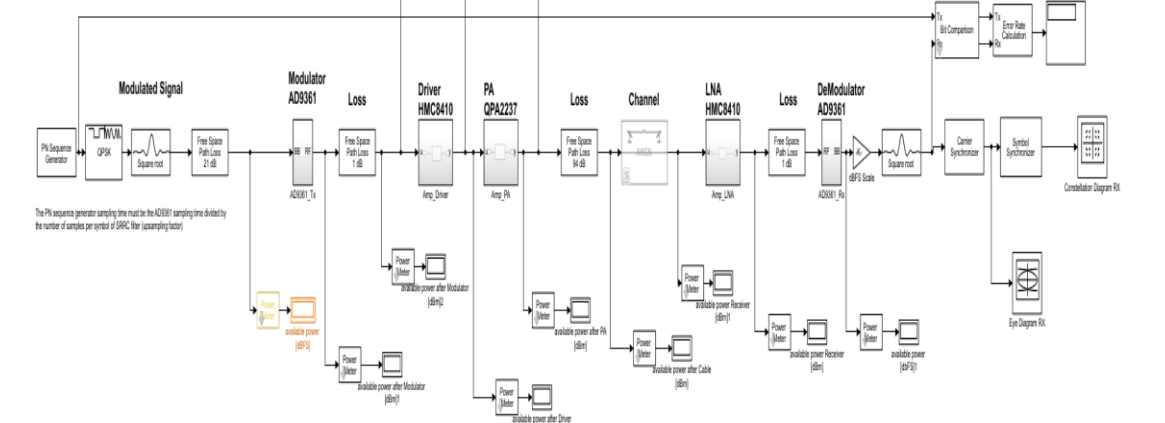 Tx
Rx
Bit Comparison
Tx
Rx
Error Rate
Calculation
Modulated Signal
Modulator
AD9361
Loss
Driver
HMC8410
PA
QPA2237
Loss
Channel
LNA
HMC8410
Loss
DeModulator
AD9361
PN Sequence
Generator
QPSK
Square root
Free Space
Path Loss
21 dB
BB RF
AD9361_Tx
Free Space
Path Loss
1 dB
u y
Amp_Driver
u y
Amp_PA
Free Space
Path Loss
94 dB
AWGN
u y
Amp_LNA
Free Space
Path Loss
1 dB
RF BB
AD9361_Rx
-K-
dBFS Scale
Square root
Carrier
Synchronizer
Symbol
Synchronizer
Constellation Diagram RX
The PN sequence generator sampling time must be the AD9361 sampling time divided by
the number of samples per symbol of SRRC filter (upsampling factor)
Power
Meter
available power after Modulator
[dBm]2
Power
Meter
available power Receiver
[dBm]1
Eye Diagram RX
Power
Meter
available power
[dBFS]
Power
Meter
available power after PA
[dBm]
Power
Meter
available power after Cable
[dBm]
Power
Meter
available power Receiver
[dBm]
Power
Meter
available power
[dbFS]1
Power
Meter
available power after Modulator
[dBm]1
Power
Meter
available power after Driver